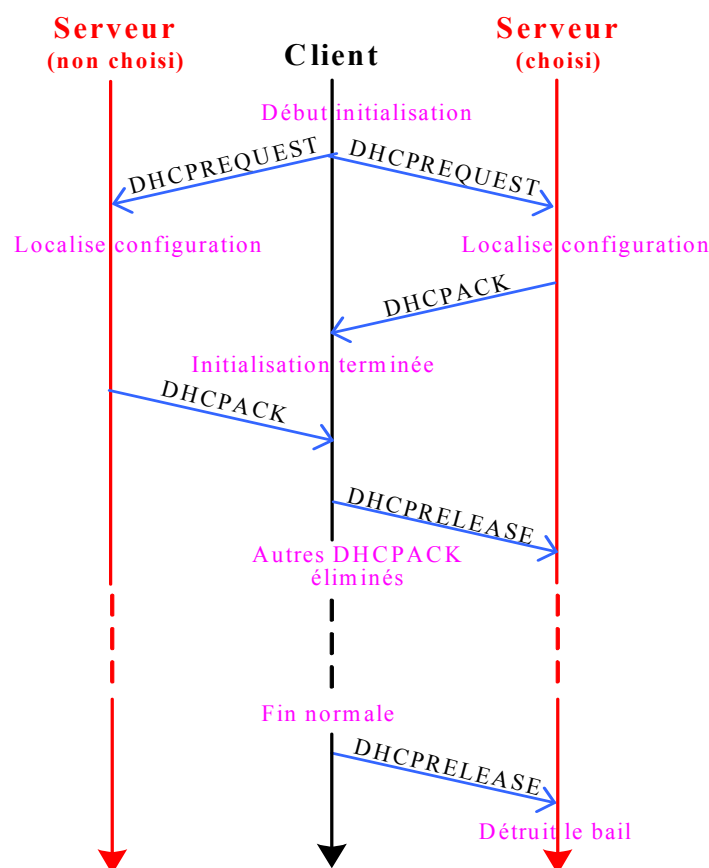 Serveur
(non choisi)
Client
Serveur
(choisi)
Début initialisation
DHCPREQUEST
DHCPREQUEST
Localise configuration
Localise configuration
DHCPACK
Initialisation terminée
DHCPACK
DHCPRELEASE
Autres DHCPACK
éliminés
Fin normale
DHCPRELEASE
Détruit le bail